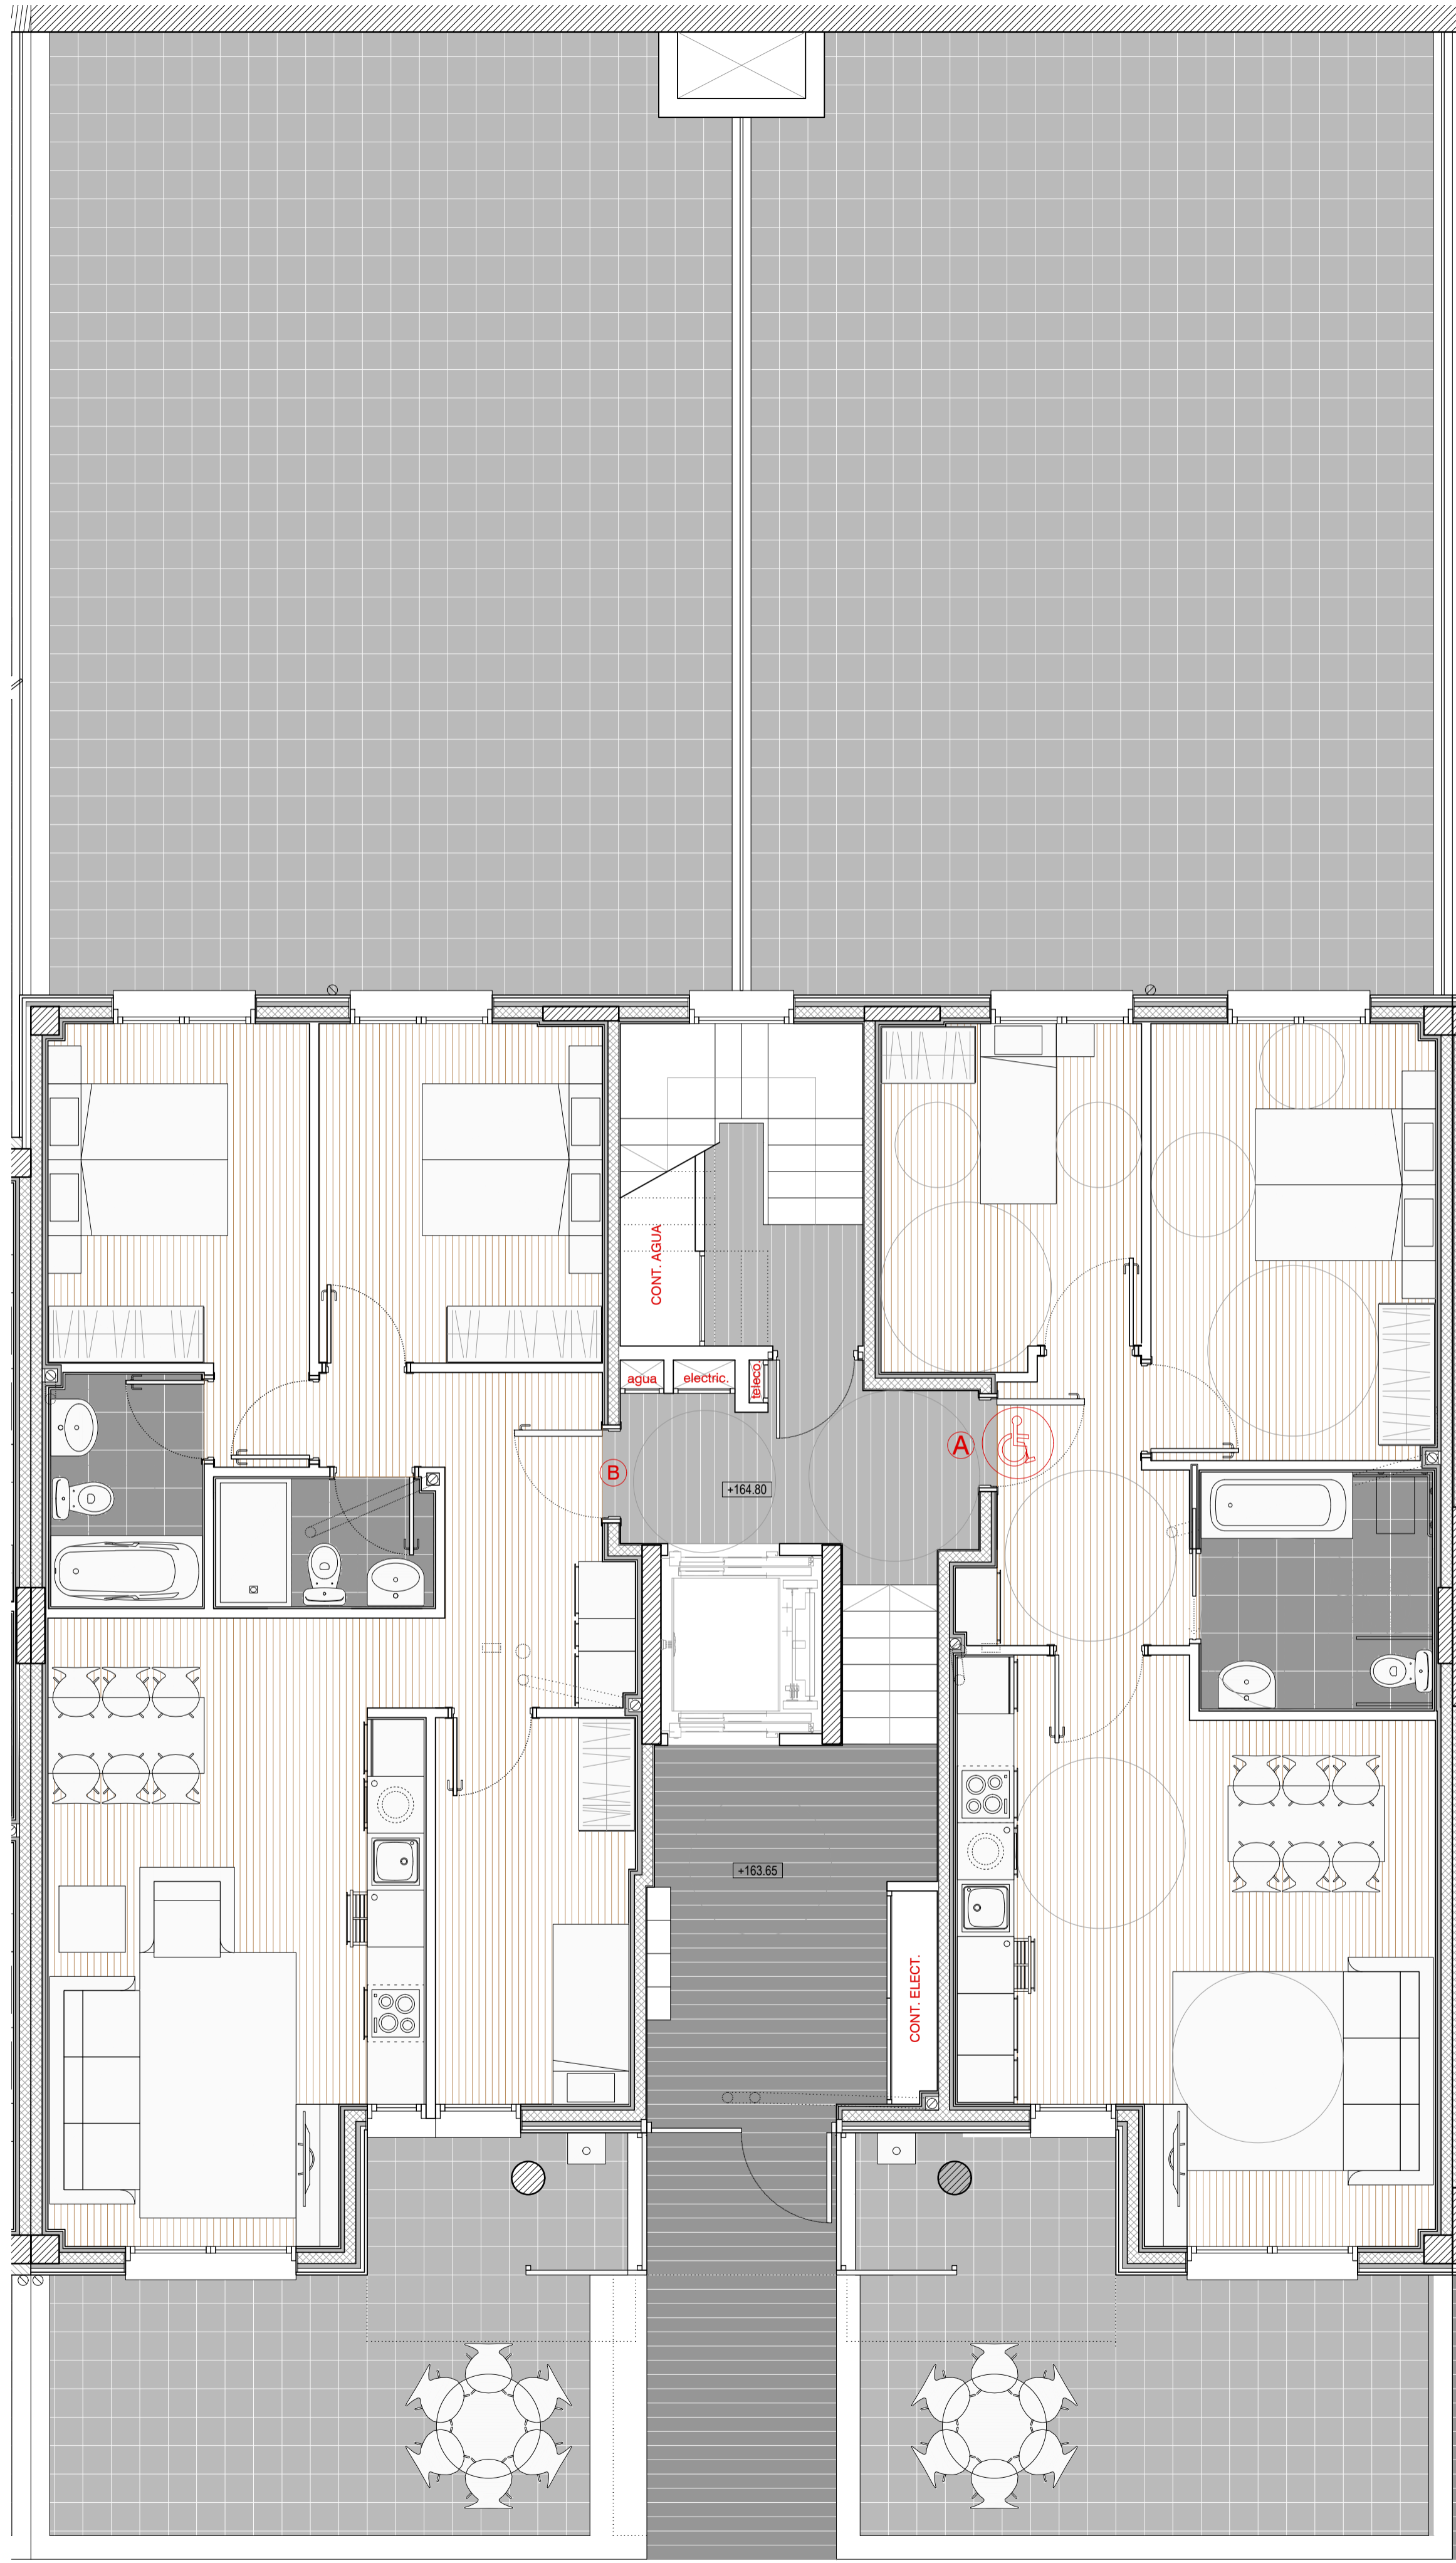 CONT. AGUA
agua
electric.
teleco
A
B
+164.80
+163.65
CONT. ELECT.